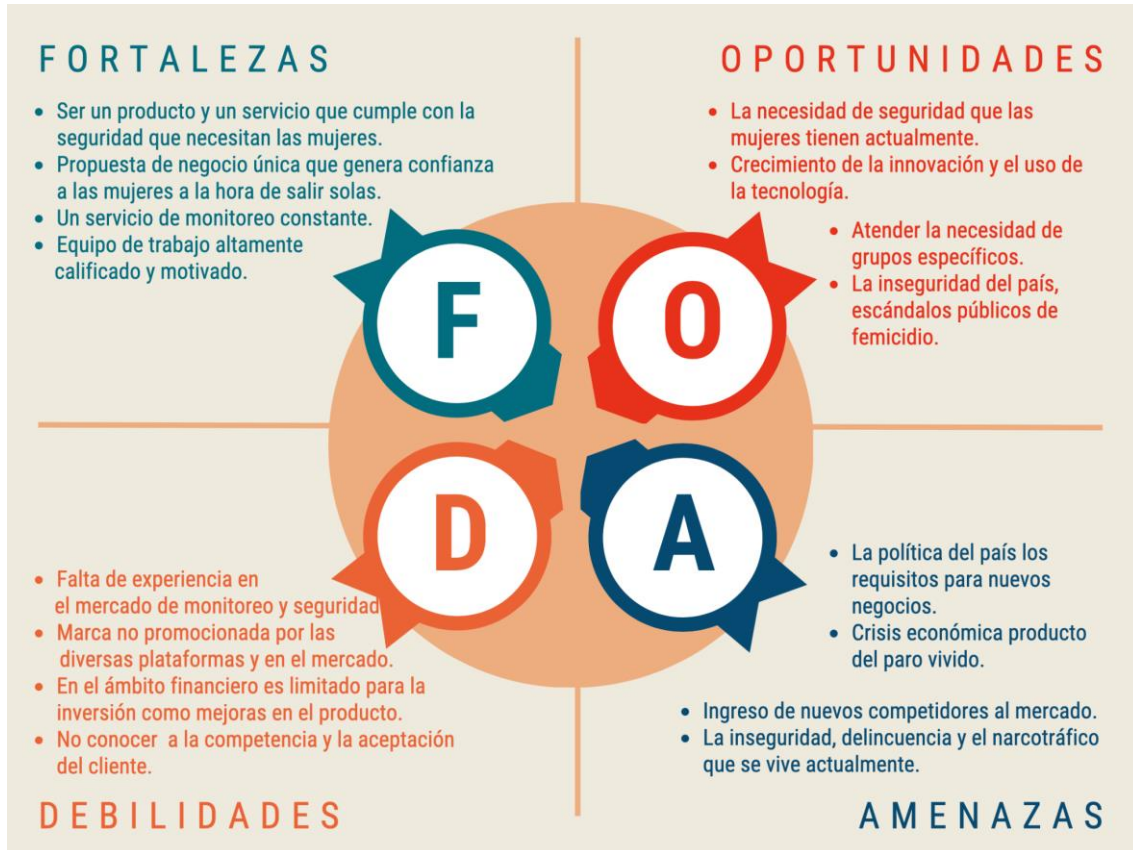 FORTALEZAS
• Ser un producto y un servicio que cumple con la
seguridad que necesitan las mujeres.
• Propuesta de negocio única que genera confianza
a las mujeres a la hora de salir solas.
• Un servicio de monitoreo constante.
• Equipo de trabajo altamente
calificado y motivado.
OPORTUNIDADES
• La necesidad de seguridad que las
mujeres tienen actualmente.
• Crecimiento de la innovación y el uso de
la tecnología.
• Atender la necesidad de
grupos específicos.
• La inseguridad del país,
escándalos públicos de
femicidio.
F
O
D
A
• Falta de experiencia en
el mercado de monitoreo y seguridad
• Marca no promocionada por las
diversas plataformas y en el mercado.
• En el ámbito financiero es limitado para la
inversión como mejoras en el producto.
• No conocer a la competencia y la aceptación
del cliente.
DEBILIDADES
• La política del país los
requisitos para nuevos
negocios.
• Crisis económica producto
del paro vivido.
• Ingreso de nuevos competidores al mercado.
• La inseguridad, delincuencia y el narcotráfico
que se vive actualmente.
AMENAZAS